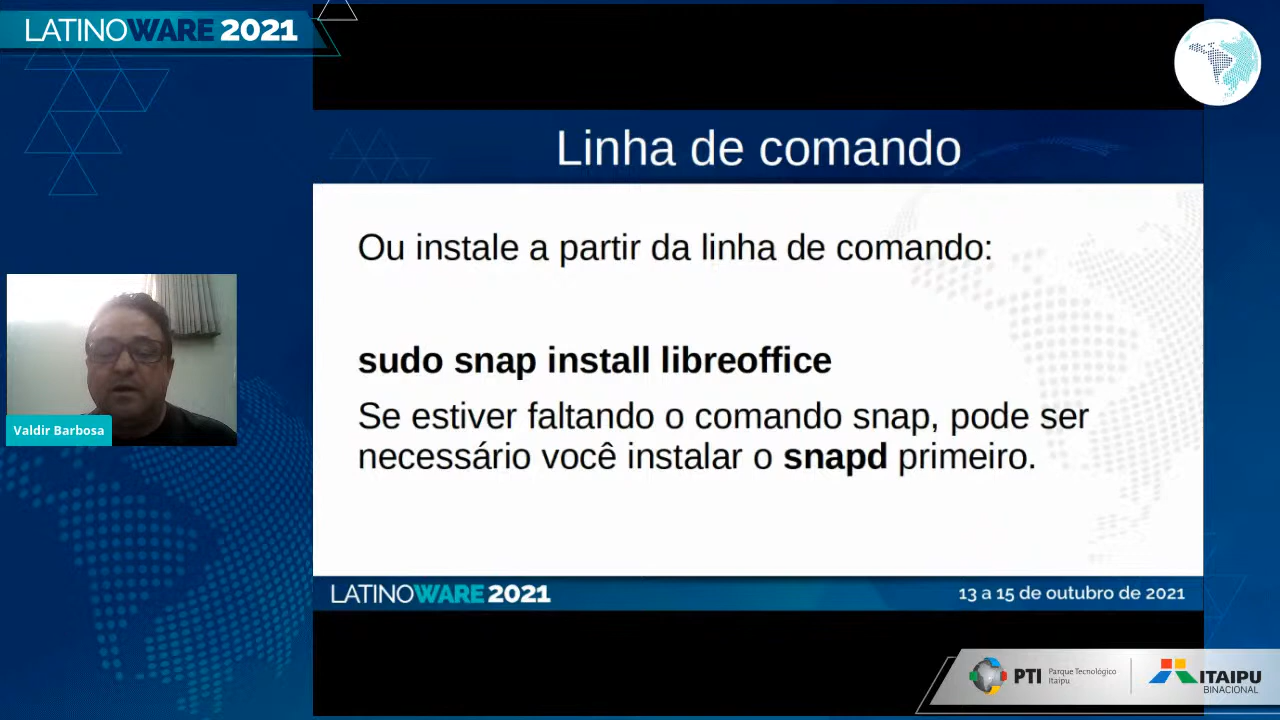 LATINOWARE 2021
Linha de comando
Ou instale a partir da linha de comando:
sudo snap install libreoffice
Se estiver faltando o comando snap, pode ser
necessário você instalar o snapd primeiro.
Valdir Barbosa
LATINOWARE 2021
13 a 15 de outubro de 2021
PTI Parque Tecnológico
Itaipu
ITAIPU
BINACIONAL